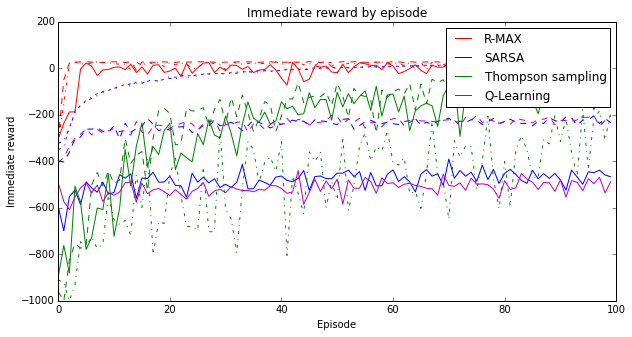 Immediate reward by episode
200
0
−200
−400
−600
−800
−1000
Immediate reward
R-MAX
SARSA
Thompson sampling
Q-Learning
0 20 40 60 80 100
Episode